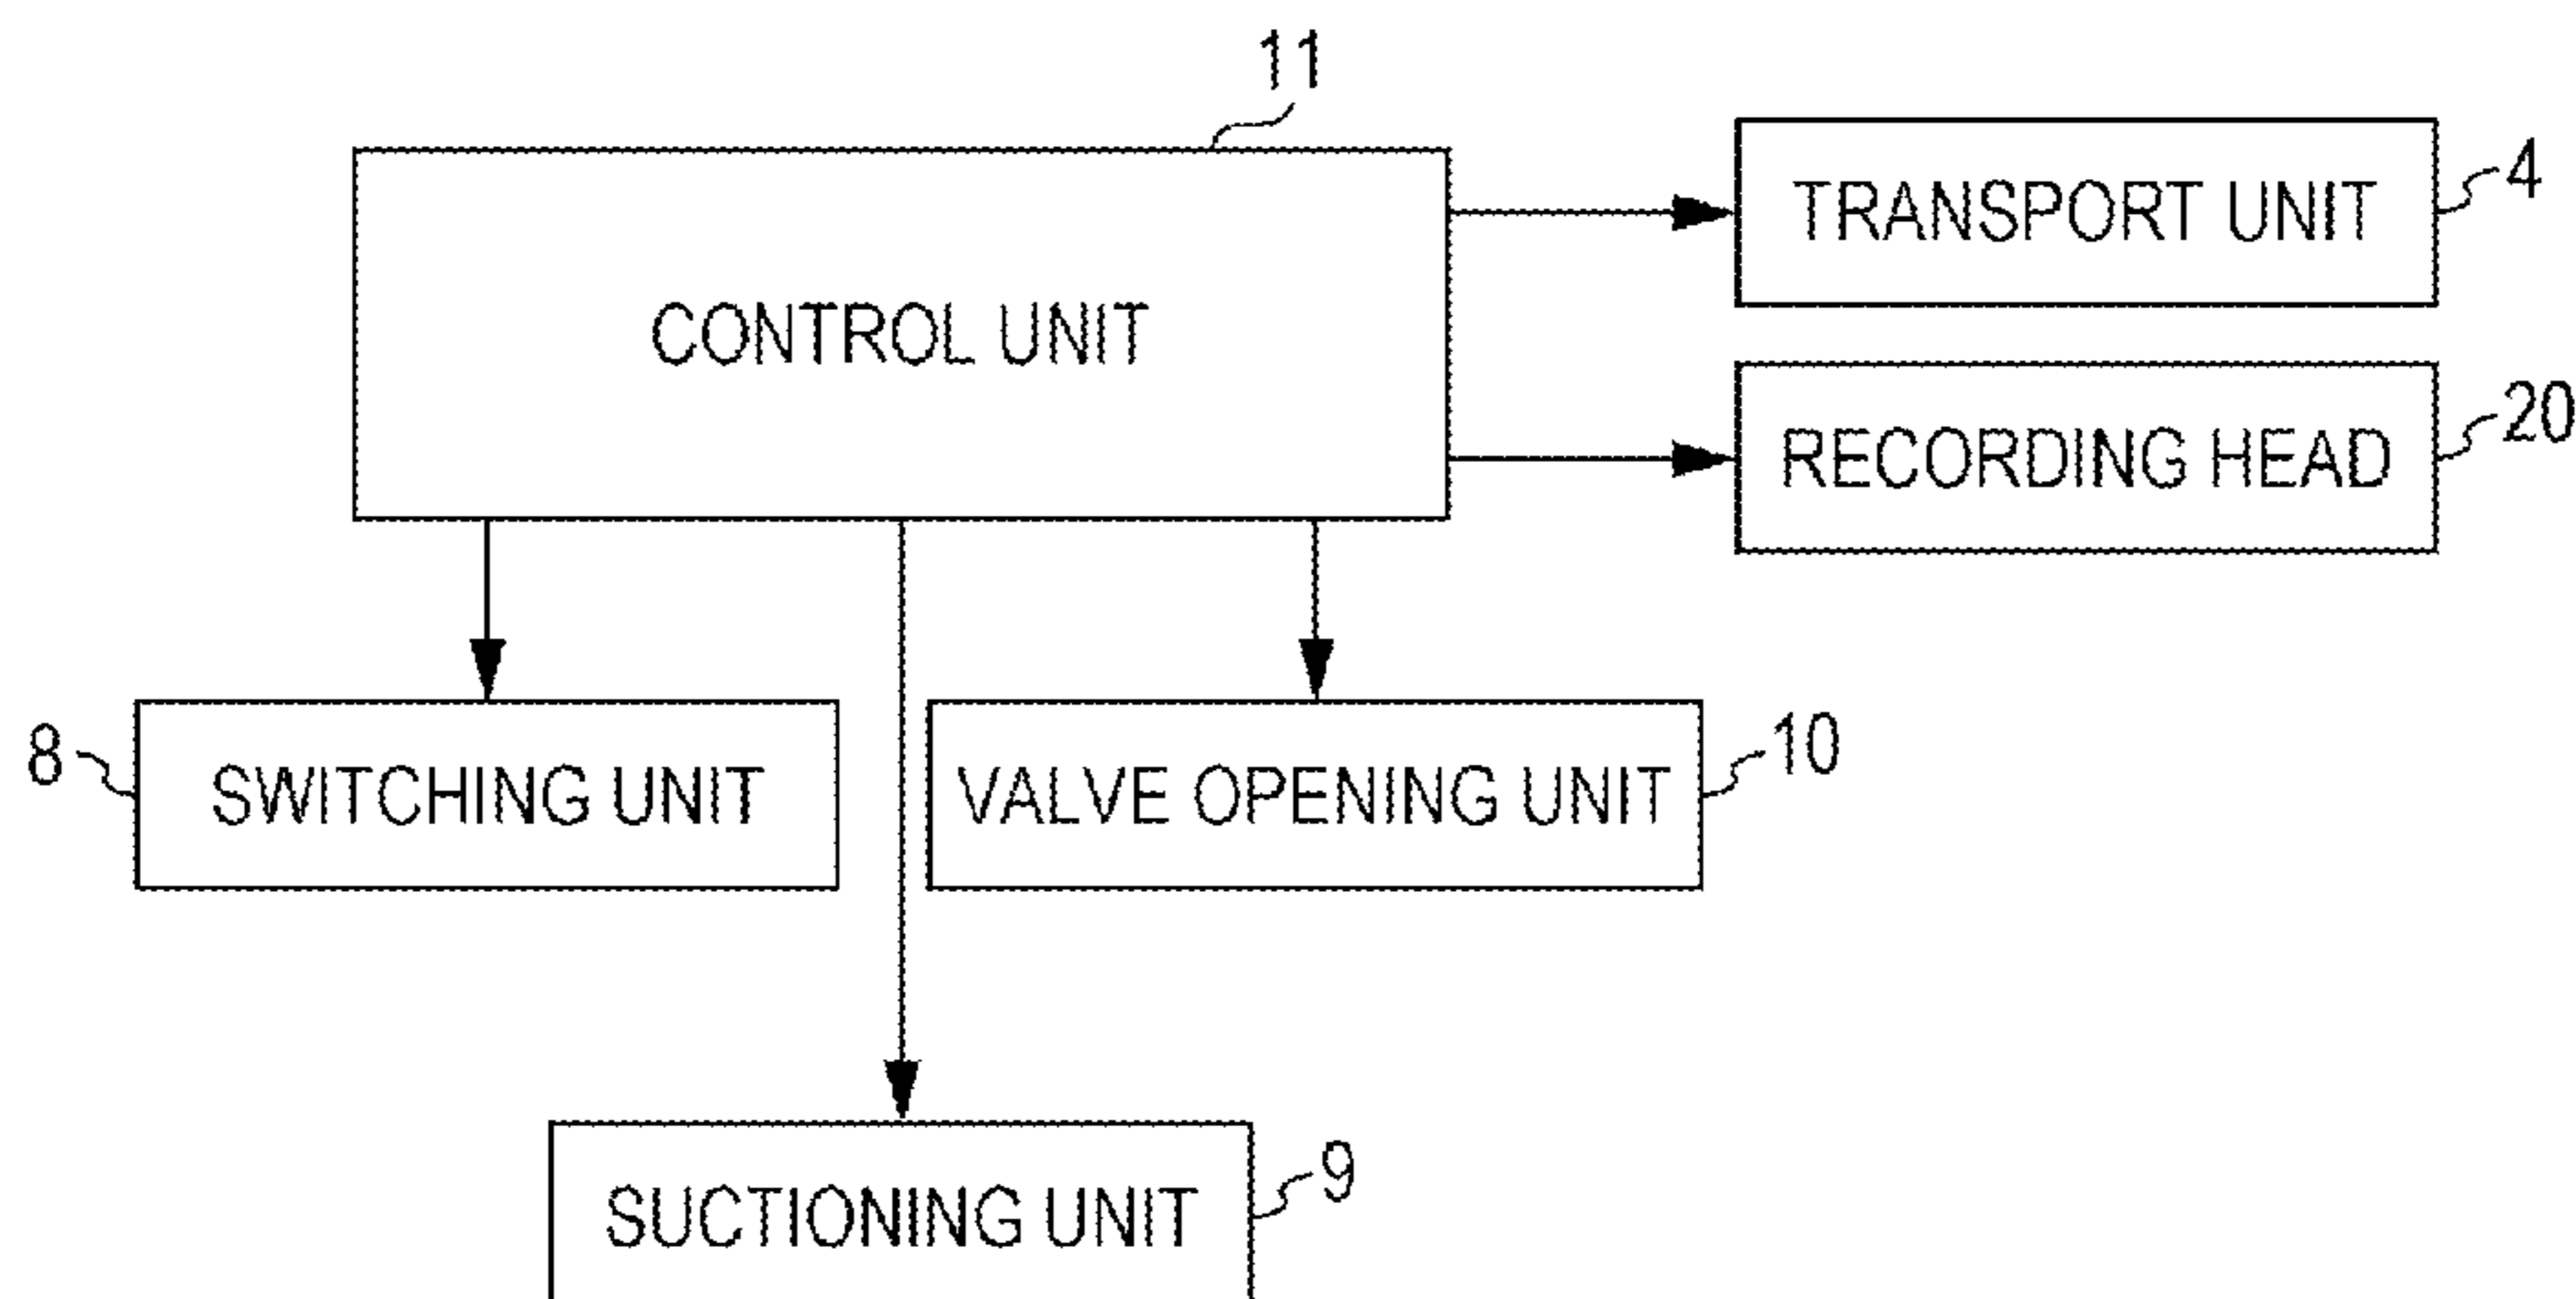 11
TRANSPORT UNIT
4
CONTROL UNIT
RECORDING HEAD
20
8
SWITCHING UNIT
VALVE OPENING UNIT
10
SUCTIONING UNIT
9